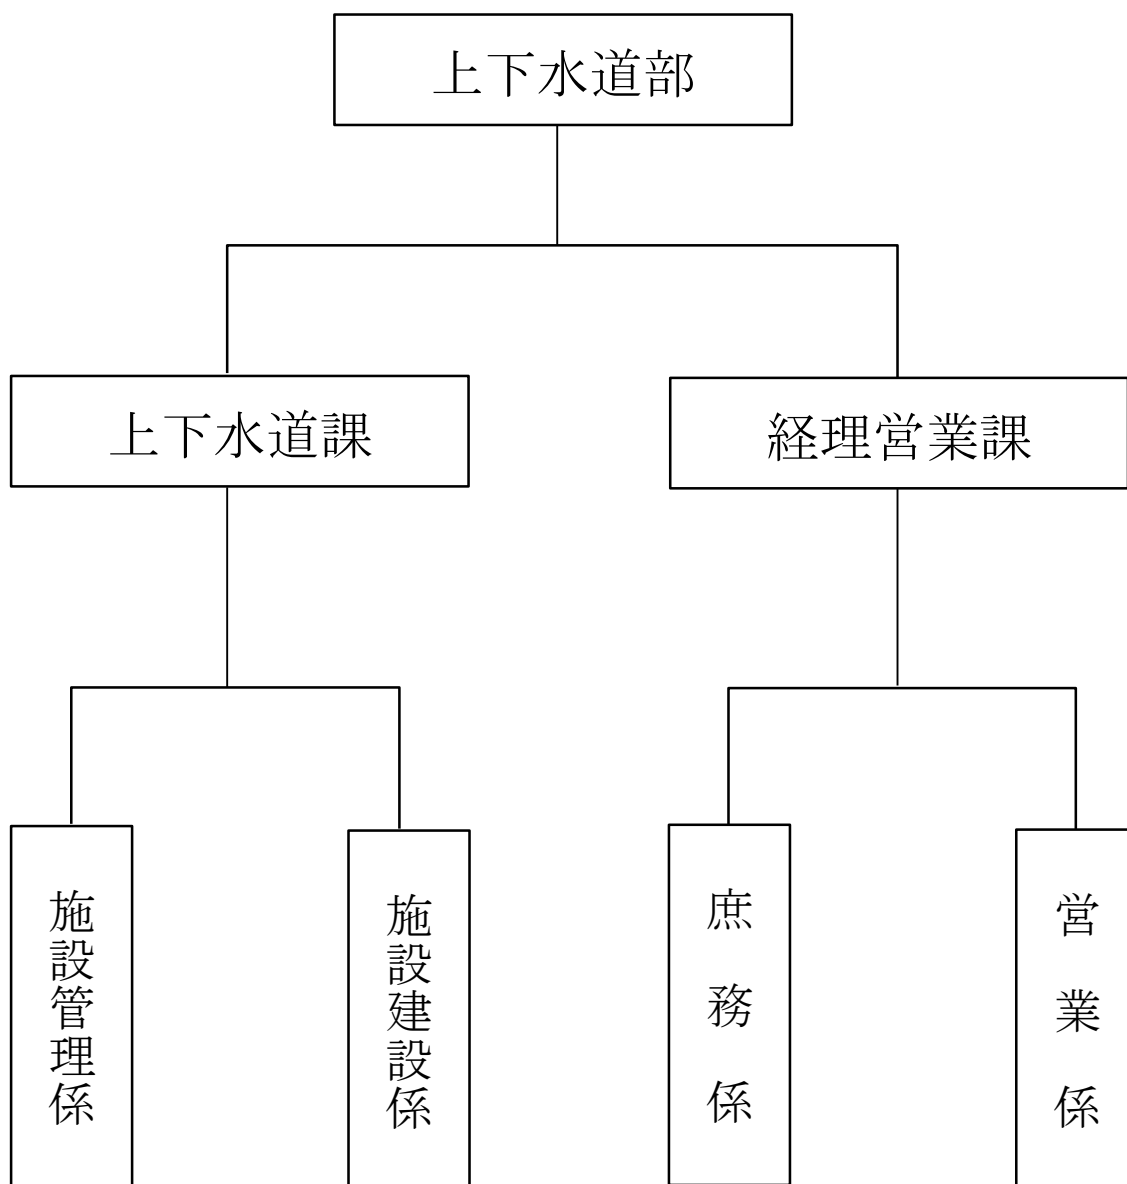 上下水道部
上下水道課
経理営業課
施設管理係
施設建設係
庶務係
営業係